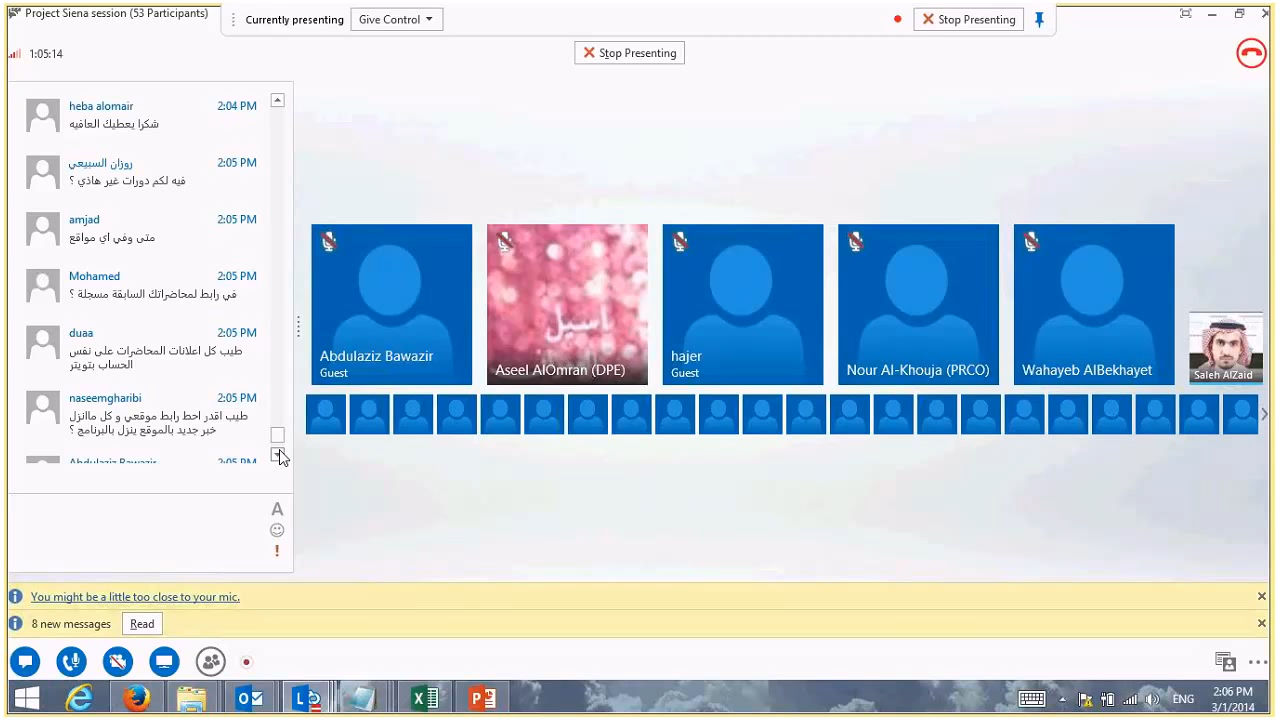 Project Siena session (53 Participants)
Currently presenting
Give Control
Stop Presenting
1:05:14
Stop Presenting
heba alomair 2:04 PM
شكرا يعطيك العافيه
روزان السبيعي 2:05 PM
فيه لكم دورات غير هاذي ؟
amjad 2:05 PM
متى وفي اي مواقع
Mohamed 2:05 PM
في رابط لمحاضراتك السابقة مسجلة ؟
duaa 2:05 PM
طيب كل اعلانات المحاضرات على نفس
الحساب بتويتر
naseemgharibi 2:05 PM
طيب اقدر احط رابط موقعي و كل ماانزل
خبر جديد بالموقع ينزل بالبرنامج ؟
Abdulaziz Bawazir 2:05 PM
Abdulaziz Bawazir
Guest
باسيل
Aseel AlOmran (DPE)
hajer
Guest
Nour Al-Khouja (PRCO)
Wahayeb AlBekhayet
Saleh AlZaid
A
You might be a little too close to your mic.
8 new messages
Read
ENG
2:06 PM
3/1/2014